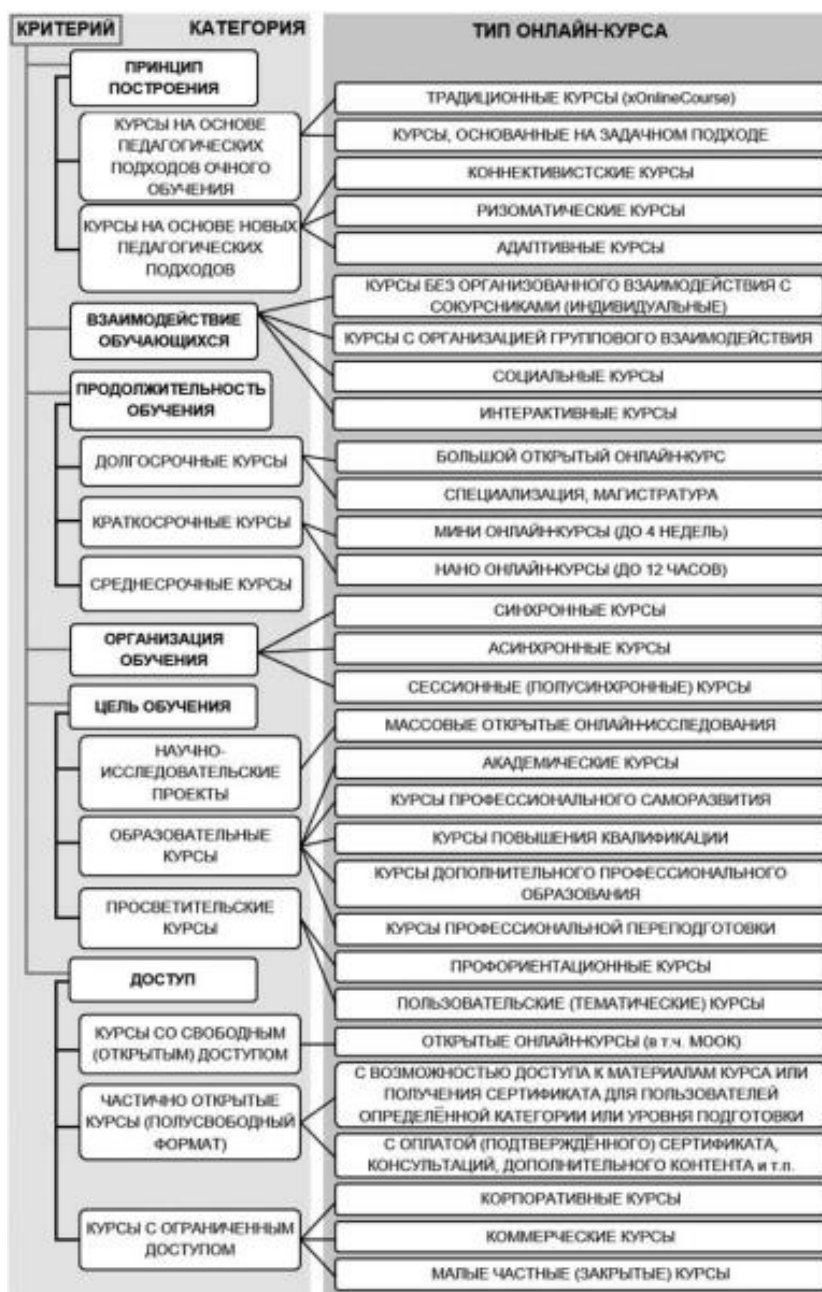 КРИТЕРИЙ КАТЕГОРИЯ ТИП ОНЛАЙН-КУРСА
ПРИНЦИП
ПОСТРОЕНИЯ
КУРСЫ НА ОСНОВЕ
ПЕДАГОГИЧЕСКИХ
ПОДХОДОВ ОЧНОГО
ОБУЧЕНИЯ
ТРАДИЦИОННЫЕ КУРСЫ (xOnlineCourse)
КУРСЫ, ОСНОВАННЫЕ НА ЗАДАЧНОМ ПОДХОДЕ
КУРСЫ НА ОСНОВЕ НОВЫХ
ПЕДАГОГИЧЕСКИХ
ПОДХОДОВ
КОННЕКТИВИСТСКИЕ КУРСЫ
РИЗОМАТИЧЕСКИЕ КУРСЫ
АДАПТИВНЫЕ КУРСЫ
ВЗАИМОДЕЙСТВИЕ
ОБУЧАЮЩИХСЯ
КУРСЫ БЕЗ ОРГАНИЗОВАННОГО ВЗАИМОДЕЙСТВИЯ С
СОКУРСНИКАМИ (ИНДИВИДУАЛЬНЫЕ)
КУРСЫ С ОРГАНИЗАЦИЕЙ ГРУППОВОГО ВЗАИМОДЕЙСТВИЯ
СОЦИАЛЬНЫЕ КУРСЫ
ИНТЕРАКТИВНЫЕ КУРСЫ
ПРОДОЛЖИТЕЛЬНОСТЬ
ОБУЧЕНИЯ
ДОЛГОСРОЧНЫЕ КУРСЫ
БОЛЬШОЙ ОТКРЫТЫЙ ОНЛАЙН-КУРС
СПЕЦИАЛИЗАЦИЯ, МАГИСТРАТУРА
КРАТКОСРОЧНЫЕ КУРСЫ
МИНИ ОНЛАЙН-КУРСЫ (ДО 4 НЕДЕЛЬ)
НАНО ОНЛАЙН-КУРСЫ (ДО 12 ЧАСОВ)
СРЕДНЕСРОЧНЫЕ КУРСЫ
ОРГАНИЗАЦИЯ
ОБУЧЕНИЯ
СИНХРОННЫЕ КУРСЫ
АСИНХРОННЫЕ КУРСЫ
СЕССИОННЫЕ (ПОЛУСИНХРОННЫЕ) КУРСЫ
ЦЕЛЬ ОБУЧЕНИЯ
НАУЧНО-
ИССЛЕДОВАТЕЛЬСКИЕ
ПРОЕКТЫ
МАССОВЫЕ ОТКРЫТЫЕ ОНЛАЙН-ИССЛЕДОВАНИЯ
ОБРАЗОВАТЕЛЬНЫЕ
КУРСЫ
АКАДЕМИЧЕСКИЕ КУРСЫ
КУРСЫ ПРОФЕССИОНАЛЬНОГО САМОРАЗВИТИЯ
КУРСЫ ПОВЫШЕНИЯ КВАЛИФИКАЦИИ
КУРСЫ ДОПОЛНИТЕЛЬНОГО ПРОФЕССИОНАЛЬНОГО
ОБРАЗОВАНИЯ
КУРСЫ ПРОФЕССИОНАЛЬНОЙ ПЕРЕПОДГОТОВКИ
ПРОСВЕТИТЕЛЬСКИЕ
КУРСЫ
ПРОФОРИЕНТАЦИОННЫЕ КУРСЫ
ПОЛЬЗОВАТЕЛЬСКИЕ (ТЕМАТИЧЕСКИЕ) КУРСЫ
ДОСТУП
КУРСЫ СО СВОБОДНЫМ
(ОТКРЫТЫМ) ДОСТУПОМ
ОТКРЫТЫЕ ОНЛАЙН-КУРСЫ (в т.ч. МООК)
ЧАСТИЧНО ОТКРЫТЫЕ
КУРСЫ (ПОЛУСВОБОДНЫЙ
ФОРМАТ)
С ВОЗМОЖНОСТЬЮ ДОСТУПА К МАТЕРИАЛАМ КУРСА ИЛИ
ПОЛУЧЕНИЯ СЕРТИФИКАТА ДЛЯ ПОЛЬЗОВАТЕЛЕЙ
ОПРЕДЕЛЁННОЙ КАТЕГОРИИ ИЛИ УРОВНЯ ПОДГОТОВКИ
С ОПЛАТОЙ (ПОДТВЕРЖДЁННОГО) СЕРТИФИКАТА,
КОНСУЛЬТАЦИЙ, ДОПОЛНИТЕЛЬНОГО КОНТЕНТА и т.п.
КУРСЫ С ОГРАНИЧЕННЫМ
ДОСТУПОМ
КОРПОРАТИВНЫЕ КУРСЫ
КОММЕРЧЕСКИЕ КУРСЫ
МАЛЫЕ ЧАСТНЫЕ (ЗАКРЫТЫЕ) КУРСЫ